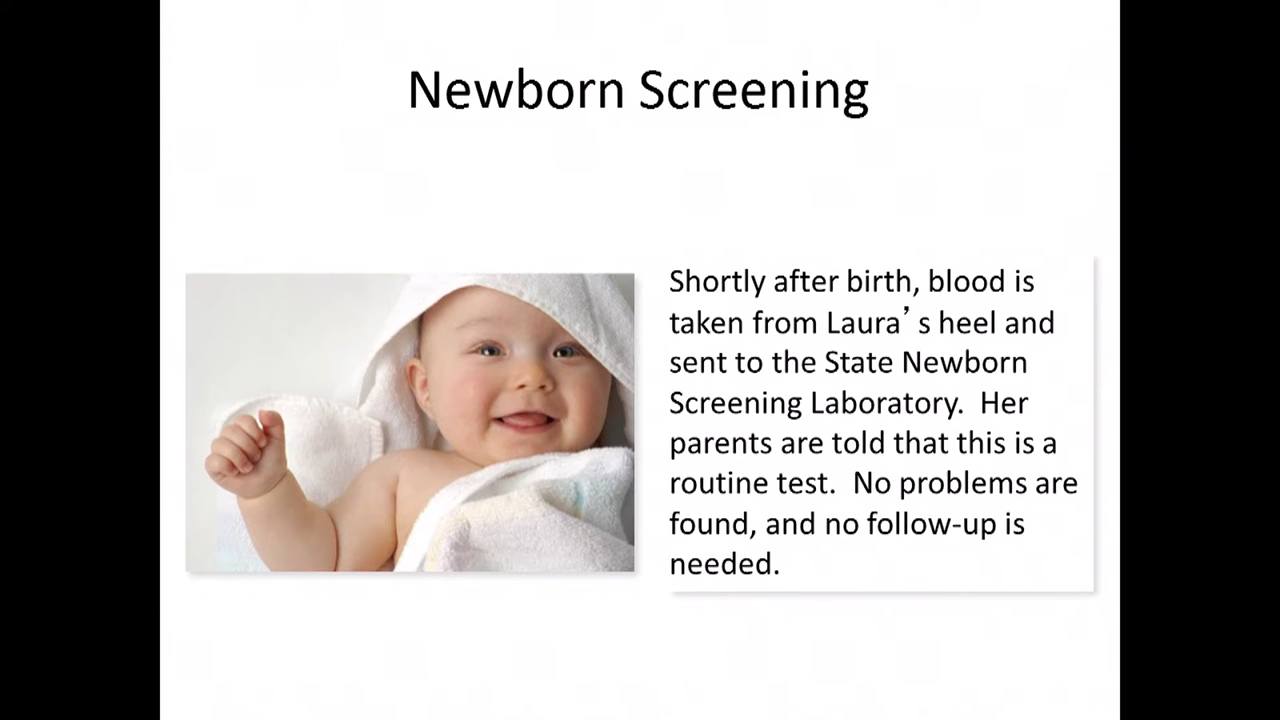 Newborn Screening
Shortly after birth, blood is
taken from Laura’s heel and
sent to the State Newborn
Screening Laboratory.  Her
parents are told that this is a
routine test.  No problems are
found, and no follow-up is
needed.